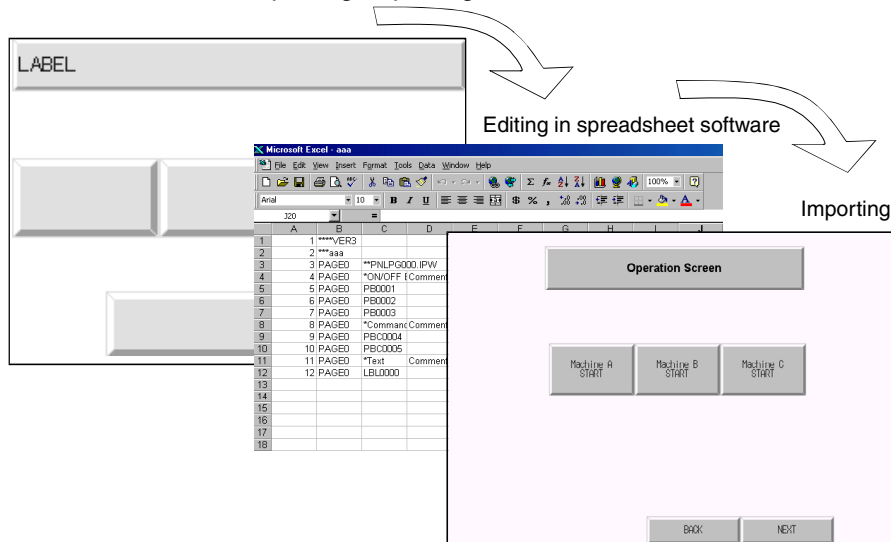 LABEL
Editing in spreadsheet software
Microsoft Excel - aaa
File Edit View Insert Format Tools Data Window Help
100%
Arial 10 B I U $ % ,
J20 =
A B C D E F G H I J
1 1 ****VER3
2 2 ***aaa
3 3 PAGE0 **PNLPG000.IPW
4 4 PAGE0 *ON/OFF Comment
5 5 PAGE0 PB0001
6 6 PAGE0 PB0002
7 7 PAGE0 PB0003
8 8 PAGE0 *Command Comment
9 9 PAGE0 PBC0004
10 10 PAGE0 PBC0005
11 11 PAGE0 *Text Comment
12 12 PAGE0 LBL0000
13
14
15
16
17
18
Importing
Operation Screen
Machine A
START
Machine B
START
Machine C
START
BACK NEXT